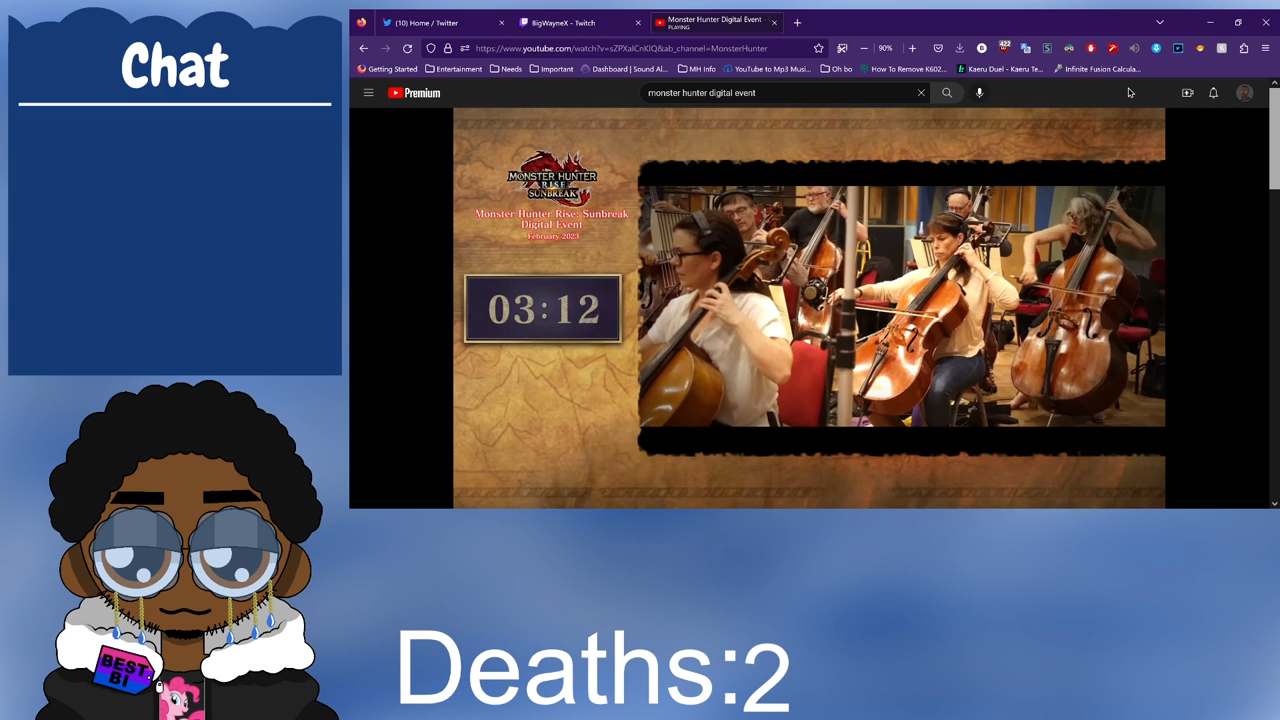 Chat
(10) Home / Twitter
BigWayneX - Twitch
Monster Hunter Digital Event
PLAYING
https://www.youtube.com/watch?v=sZPXaICnKIQ&ab_channel=MonsterHunter
90%
422
Getting Started
Entertainment
Needs
Important
Dashboard | Sound Al...
MH Info
YouTube to Mp3 Musi...
Oh bo
How To Remove K602...
Kaeru Duel - Kaeru Te...
Infinite Fusion Calcula...
Premium
monster hunter digital event
MONSTER HUNTER
RISE
SUNBREAK
Monster Hunter Rise: Sunbreak
Digital Event
February 2023
03:12
BEST
BI
Deaths:2